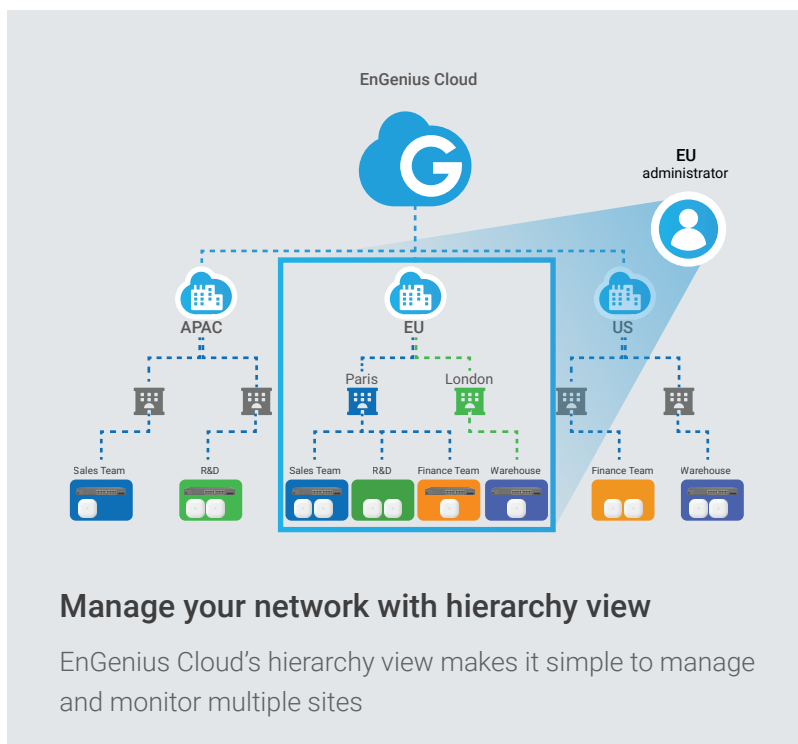 EnGenius Cloud
G
EU
administrator
APAC
EU
US
Paris
London
Sales Team
R&D
Sales Team
R&D
Finance Team
Warehouse
Finance Team
Warehouse
Manage your network with hierarchy view
EnGenius Cloud’s hierarchy view makes it simple to manage
and monitor multiple sites